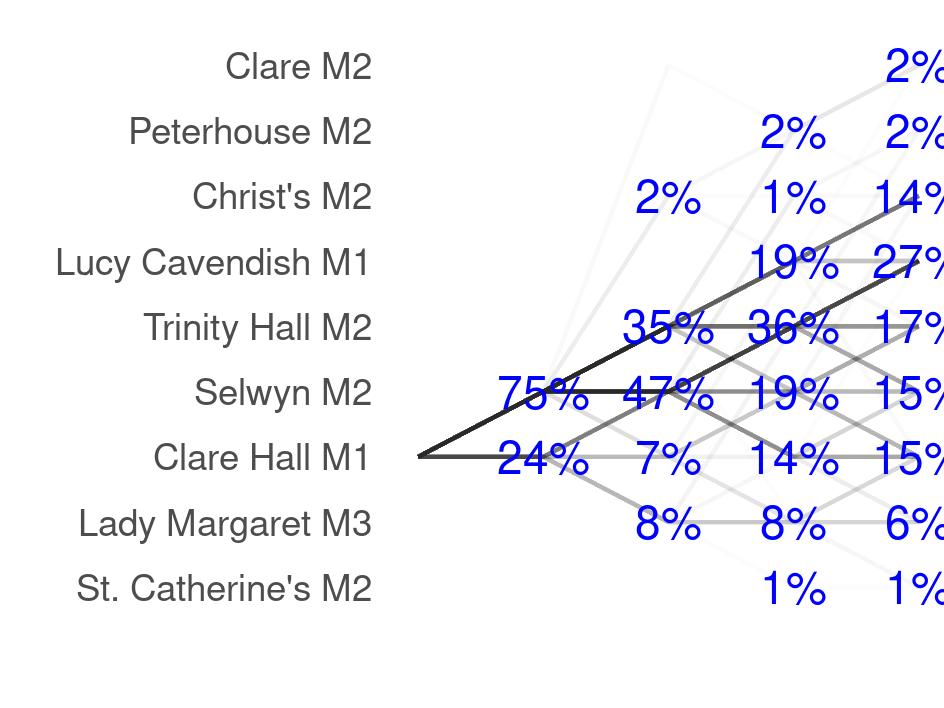 Clare M2 2%
Peterhouse M2 2% 2%
Christ's M2 2% 1% 14%
Lucy Cavendish M1 19% 27%
Trinity Hall M2 35% 36% 17%
Selwyn M2 75% 47% 19% 15%
Clare Hall M1 24% 7% 14% 15%
Lady Margaret M3 8% 8% 6%
St. Catherine's M2 1% 1%